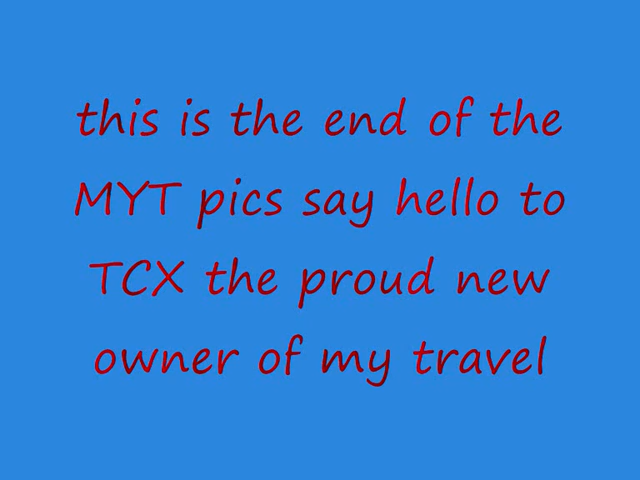 this is the end of the
MYT pics say hello to
TCX the proud new
owner of my travel